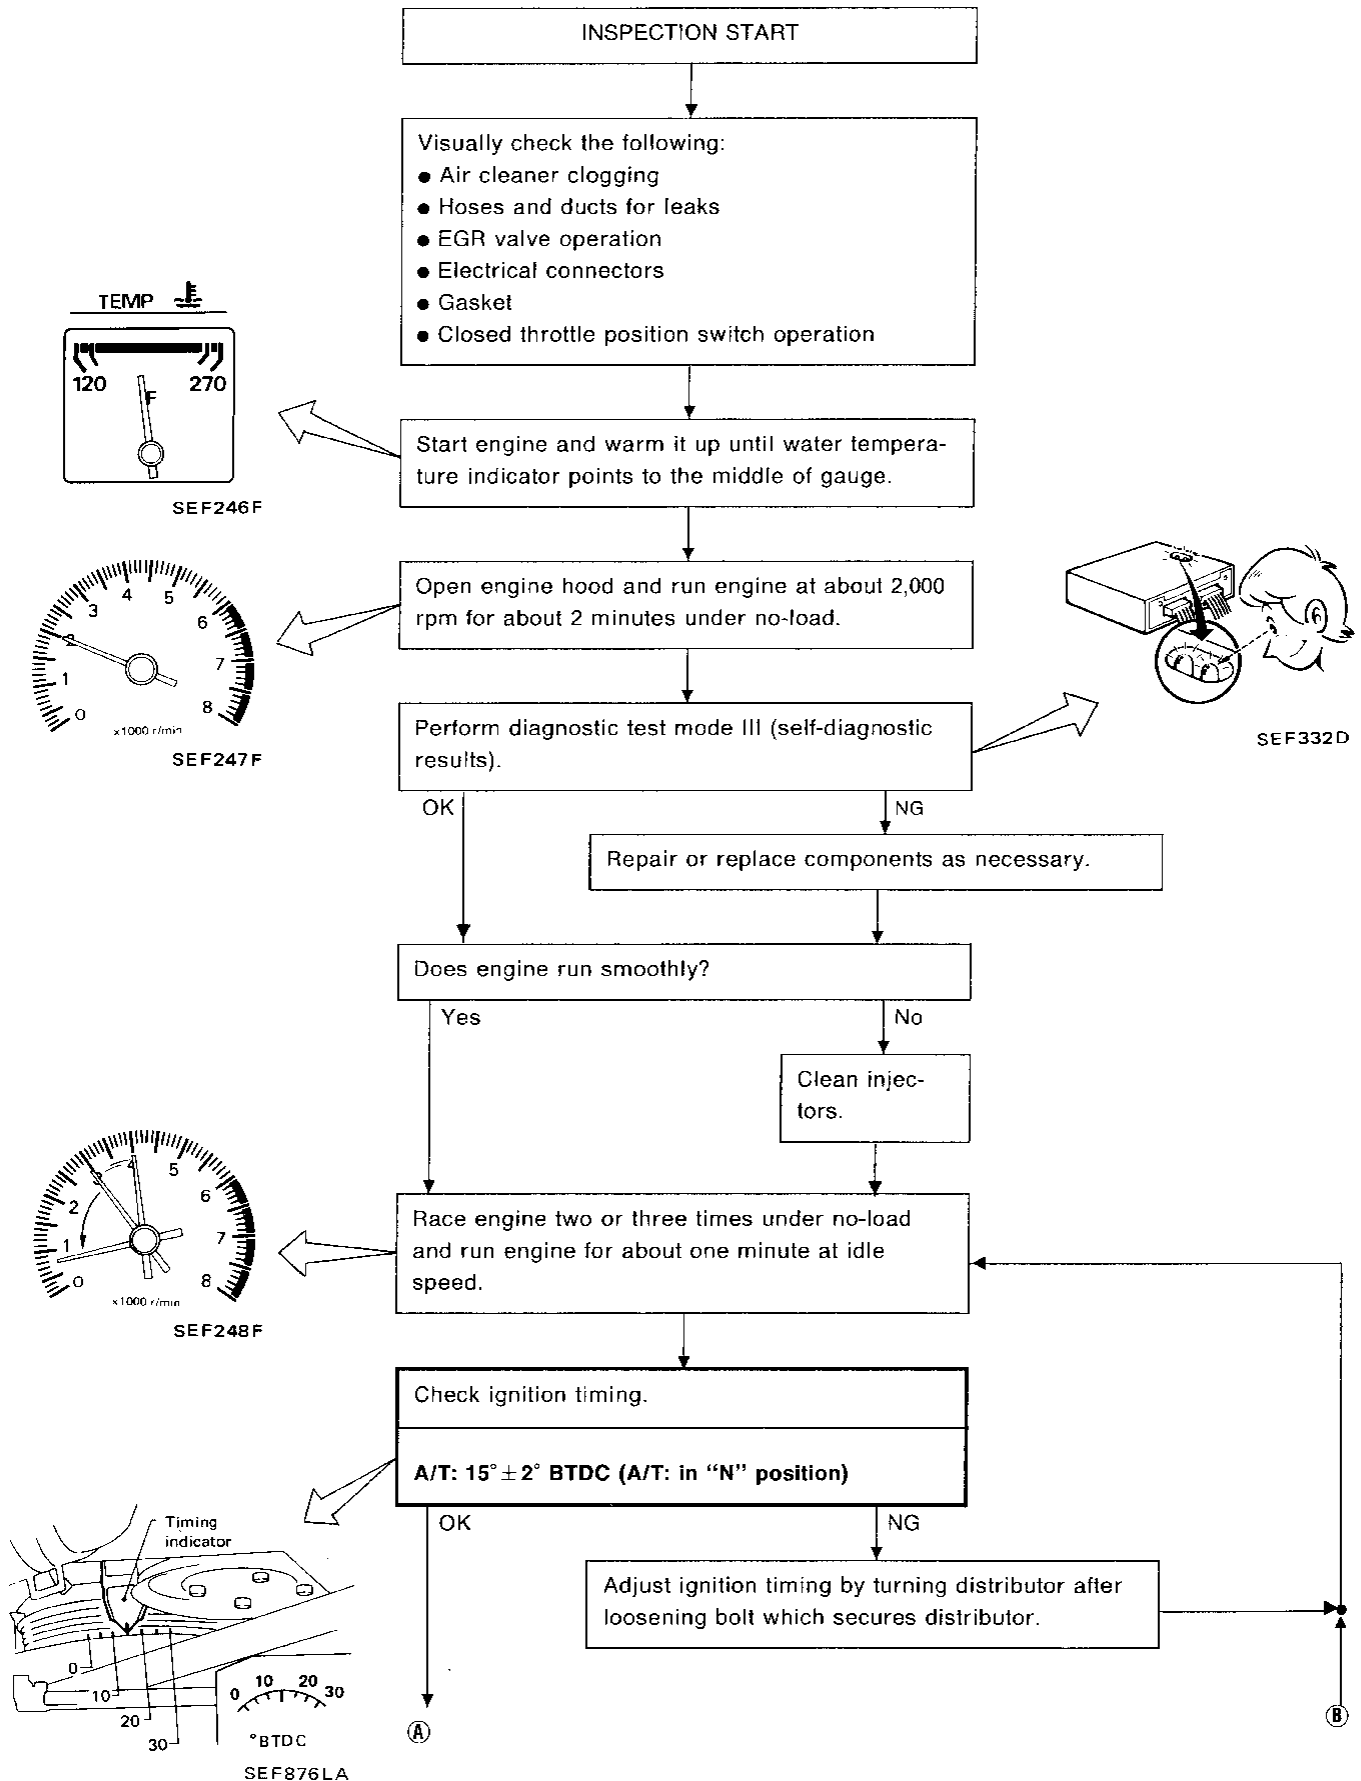 INSPECTION START
Visually check the following:
● Air cleaner clogging
● Hoses and ducts for leaks
● EGR valve operation
● Electrical connectors
● Gasket
● Closed throttle position switch operation
TEMP
120
270
F
SEF246F
Start engine and warm it up until water tempera-
ture indicator points to the middle of gauge.
Open engine hood and run engine at about 2,000
rpm for about 2 minutes under no-load.
0
1
2
3
4
5
6
7
8
x1000 r/min
SEF247F
SEF332D
Perform diagnostic test mode III (self-diagnostic
results).
OK
NG
Repair or replace components as necessary.
Does engine run smoothly?
Yes
No
Clean injec-
tors.
Race engine two or three times under no-load
and run engine for about one minute at idle
speed.
0
1
2
3
4
5
6
7
8
x1000 r/min
SEF248F
Check ignition timing.
A/T: 15°±2° BTDC (A/T: in “N” position)
OK
NG
Timing
indicator
0
10
20
30
0 10 20 30
°BTDC
SEF876LA
Adjust ignition timing by turning distributor after
loosening bolt which secures distributor.
A
B